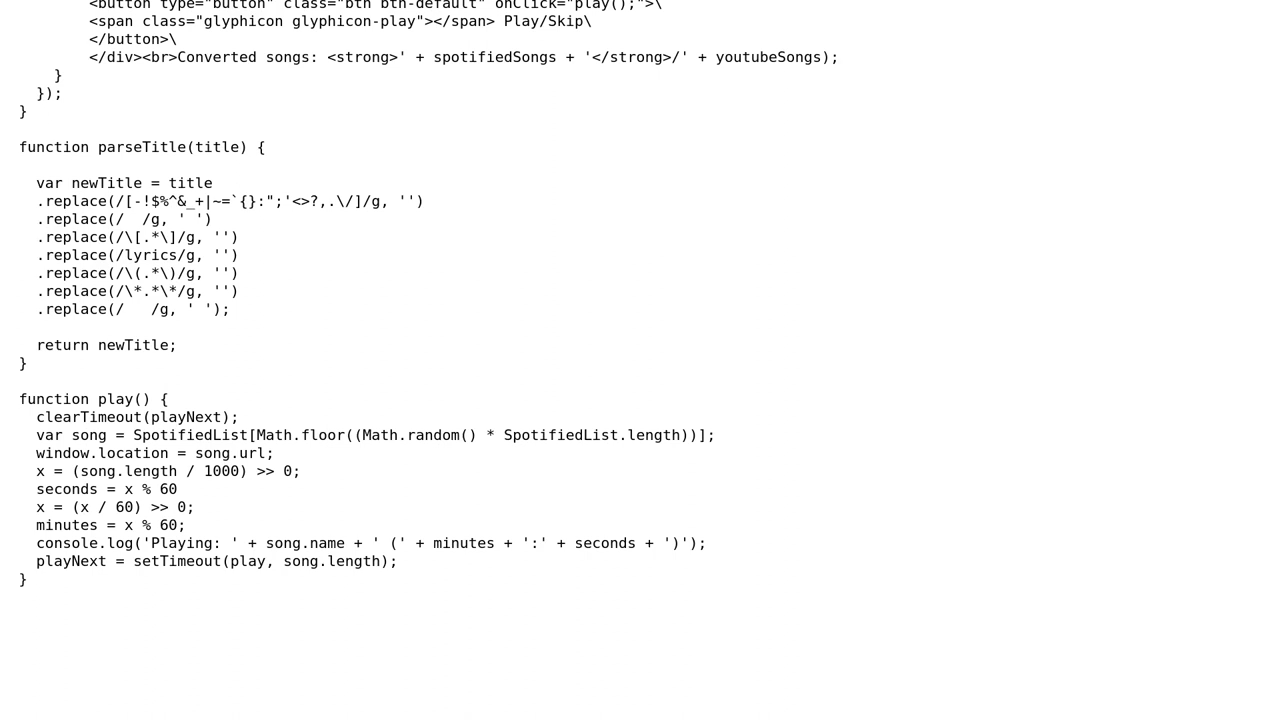 <button type="button" class="btn btn-default" onClick="play();">\
<span class="glyphicon glyphicon-play"></span> Play/Skip\
</button>\
</div><br>Converted songs: <strong>' + spotifiedSongs + '</strong>/' + youtubeSongs);
    }
  });
}

function parseTitle(title) {

  var newTitle = title
  .replace(/[-!$%^&_+|~=`{}:";'<>?,.\/]/g, '')
  .replace(/  /g, ' ')
  .replace(/\[.*\]/g, '')
  .replace(/lyrics/g, '')
  .replace(/\(.*\)/g, '')
  .replace(/\*.*\*/g, '')
  .replace(/   /g, ' ');

  return newTitle;
}

function play() {
  clearTimeout(playNext);
  var song = SpotifiedList[Math.floor((Math.random() * SpotifiedList.length))];
  window.location = song.url;
  x = (song.length / 1000) >> 0;
  seconds = x % 60
  x = (x / 60) >> 0;
  minutes = x % 60;
  console.log('Playing: ' + song.name + ' (' + minutes + ':' + seconds + ')');
  playNext = setTimeout(play, song.length);
}